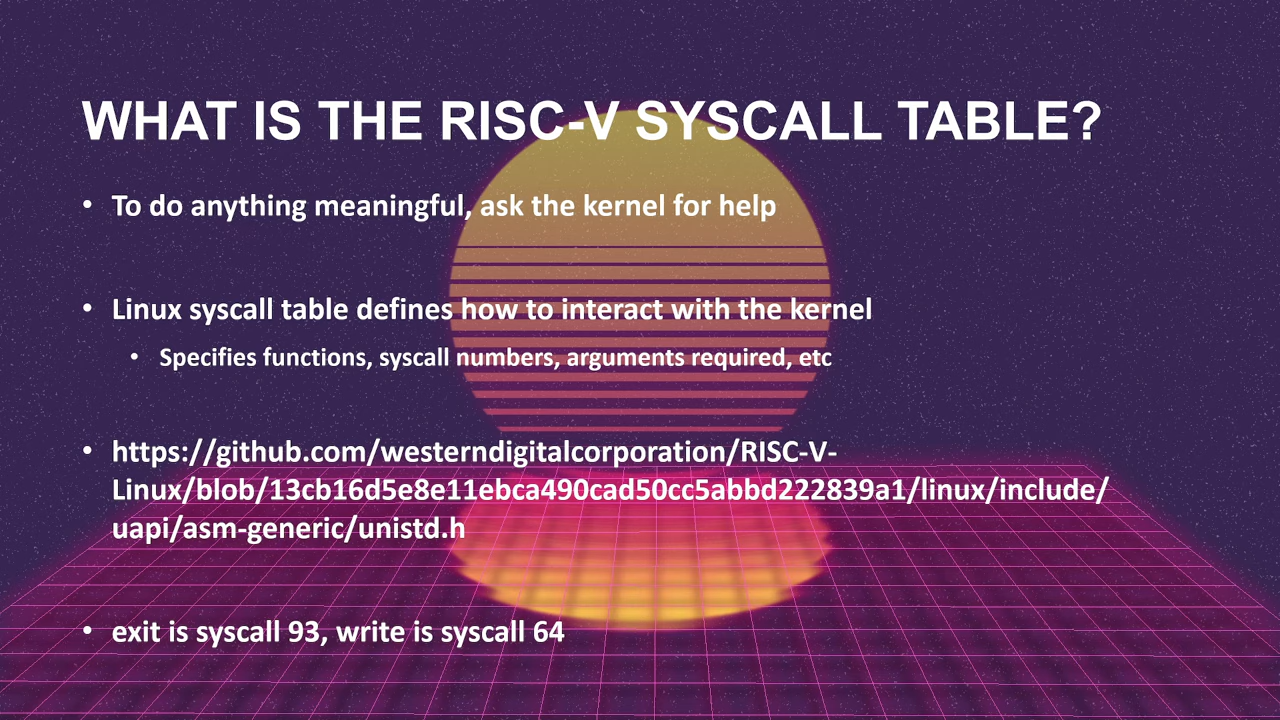 WHAT IS THE RISC-V SYSCALL TABLE?
• To do anything meaningful, ask the kernel for help
• Linux syscall table defines how to interact with the kernel
• Specifies functions, syscall numbers, arguments required, etc
• https://github.com/westerndigitalcorporation/RISC-V-
Linux/blob/13cb16d5e8e11ebca490cad50cc5abbd222839a1/linux/include/
uapi/asm-generic/unistd.h
• exit is syscall 93, write is syscall 64